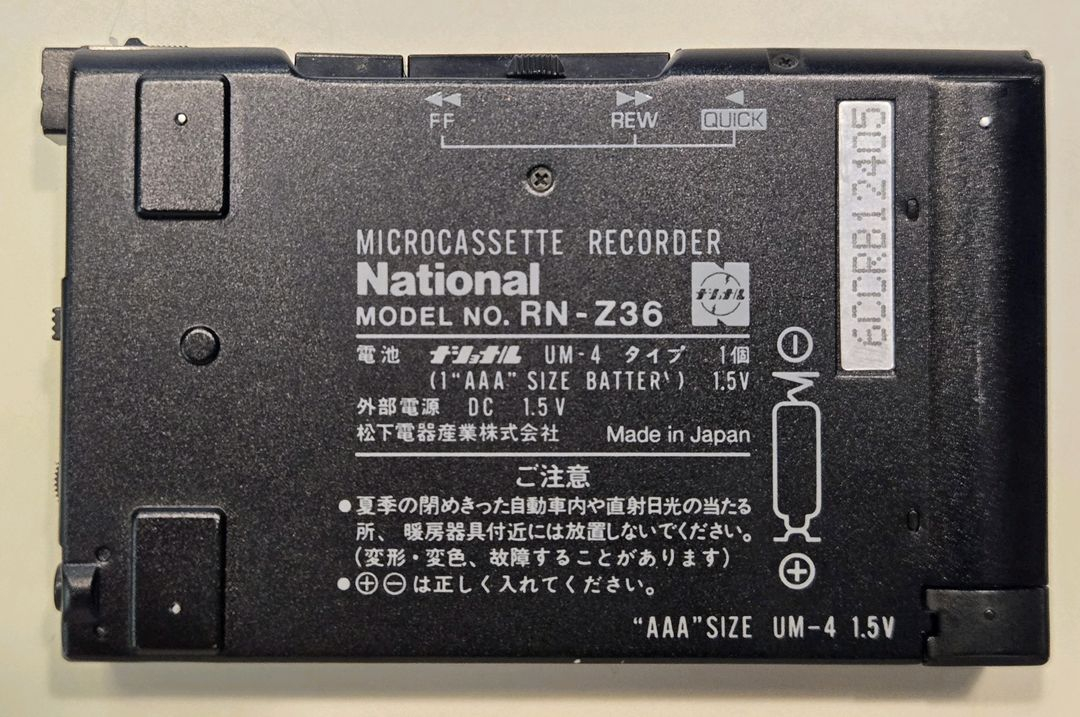 FF REW QUICK
MICROCASSETTE RECORDER
National
MODEL NO. RN-Z36
ナショナル
電池 ナショナル UM-4 タイプ 1個
(1“AAA” SIZE BATTERY) 1.5V
外部電源 DC 1.5V
松下電器産業株式会社 Made in Japan
ご注意
●夏季の閉めきった自動車内や直射日光の当たる
所、暖房器具付近には放置しないでください。
(変形・変色、故障することがあります)
●⊕⊖は正しく入れてください。
“AAA” SIZE UM-4 1.5V